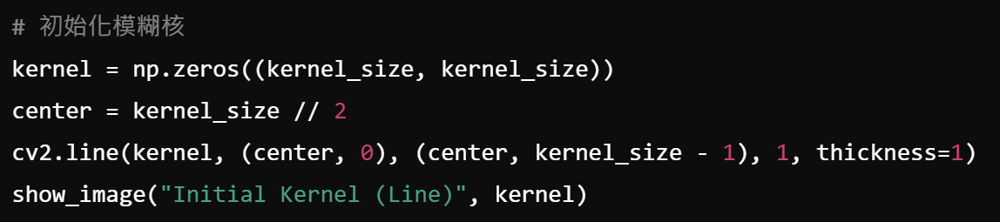 # 初始化模糊核
kernel = np.zeros((kernel_size, kernel_size))
center = kernel_size // 2
cv2.line(kernel, (center, 0), (center, kernel_size - 1), 1, thickness=1)
show_image("Initial Kernel (Line)", kernel)